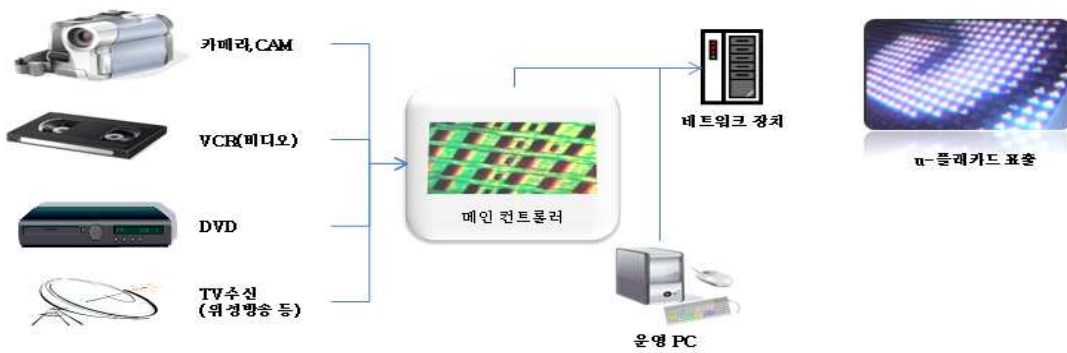 카메라,CAM
VCR(비디오)
DVD
TV수신
(위성방송 등)
메인 컨트롤러
네트워크 장치
운영 PC
u-플래카드 표출